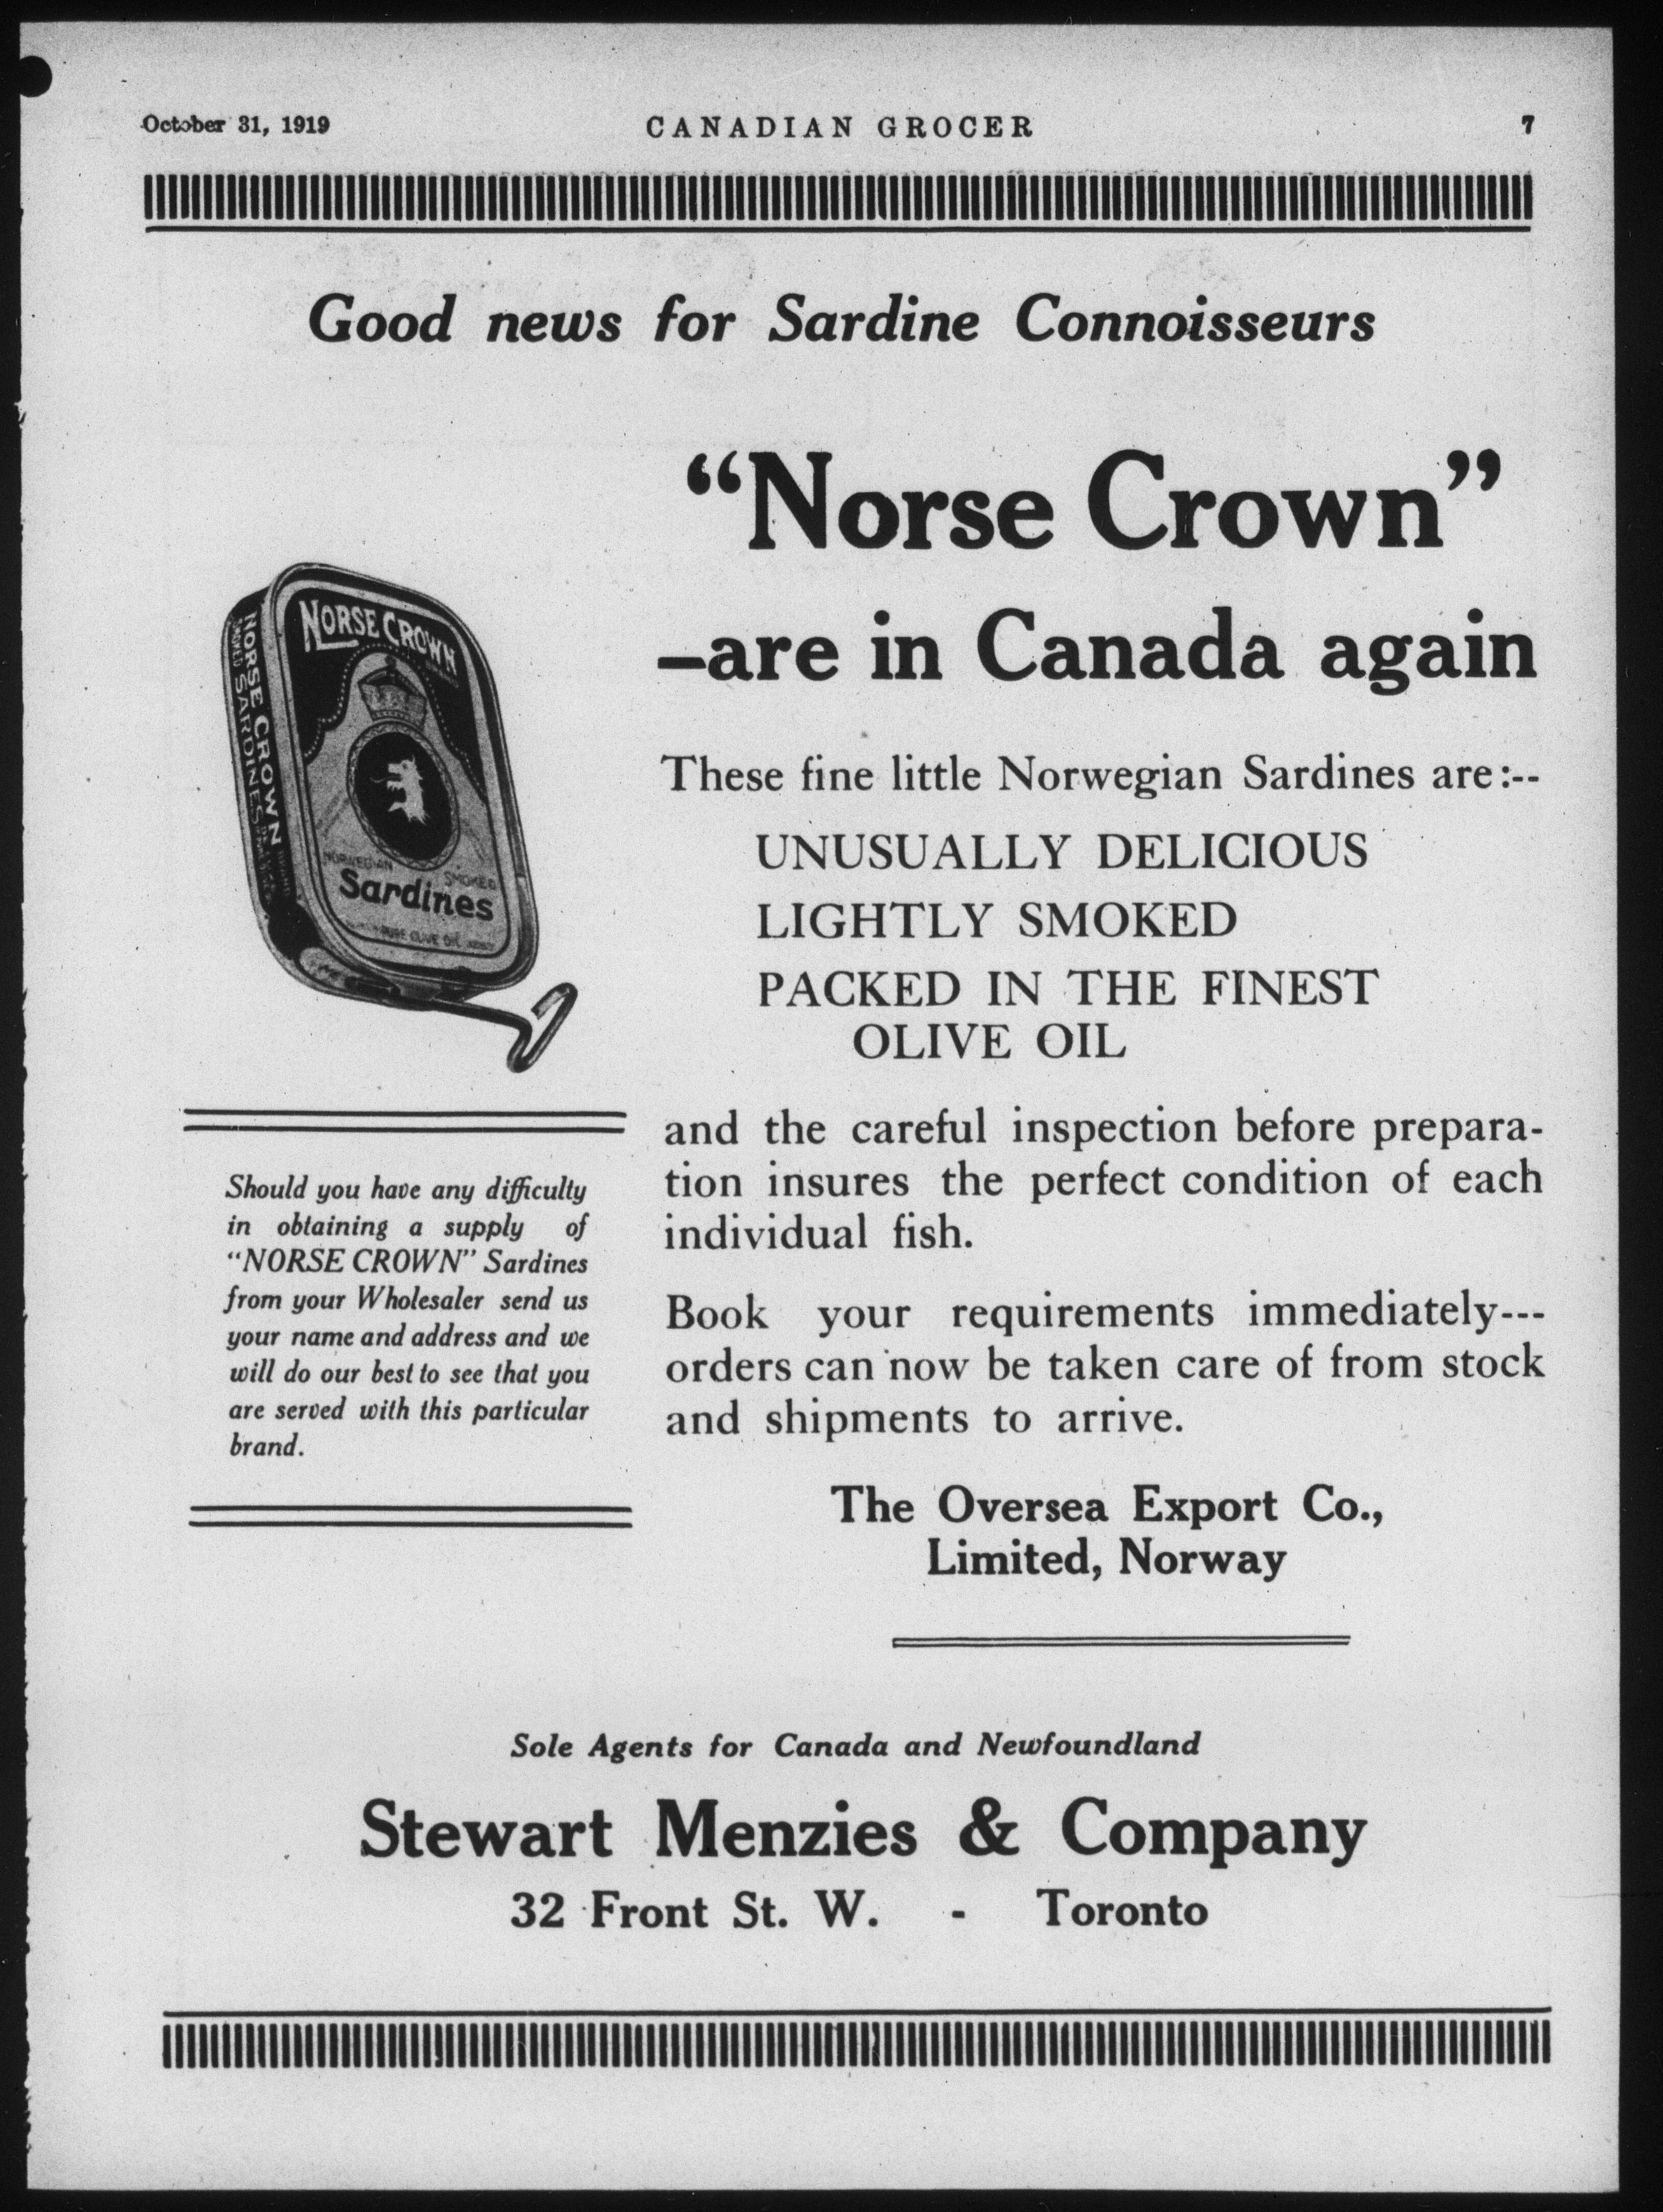 October 31, 1919
CANADIAN GROCER
7
Good news for Sardine Connoisseurs
“Norse Crown”
—are in Canada again
NORSE CROWN
NORSE CROWN
SMOKED SARDINES
NORWEGIAN
SMOKED
Sardines
PURE OLIVE OIL
These fine little Norwegian Sardines are:--
UNUSUALLY DELICIOUS
LIGHTLY SMOKED
PACKED IN THE FINEST
OLIVE OIL
and the careful inspection before prepara-
tion insures the perfect condition of each
individual fish.
Book your requirements immediately---
orders can now be taken care of from stock
and shipments to arrive.
The Oversea Export Co.,
Limited, Norway
Should you have any difficulty
in obtaining a supply of
“NORSE CROWN” Sardines
from your Wholesaler send us
your name and address and we
will do our best to see that you
are served with this particular
brand.
Sole Agents for Canada and Newfoundland
Stewart Menzies & Company
32 Front St. W. - Toronto